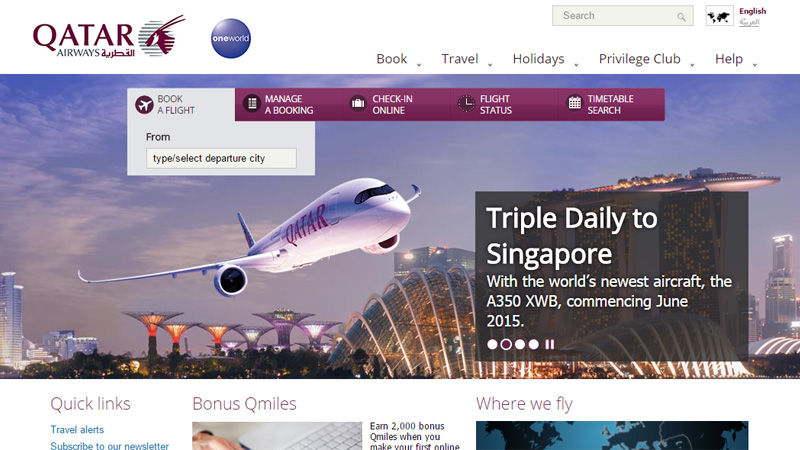 QATAR
AIRWAYS القطرية
oneworld
Search
English
العربيّة
Book
Travel
Holidays
Privilege Club
Help
BOOK
A FLIGHT
MANAGE
A BOOKING
CHECK-IN
ONLINE
FLIGHT
STATUS
TIMETABLE
SEARCH
From
type/select departure city
QATAR
Triple Daily to
Singapore
With the world's newest aircraft, the
A350 XWB, commencing June
2015.
Quick links
Travel alerts
Subscribe to our newsletter
Bonus Qmiles
Earn 2,000 bonus
Qmiles when you
make your first online
Where we fly